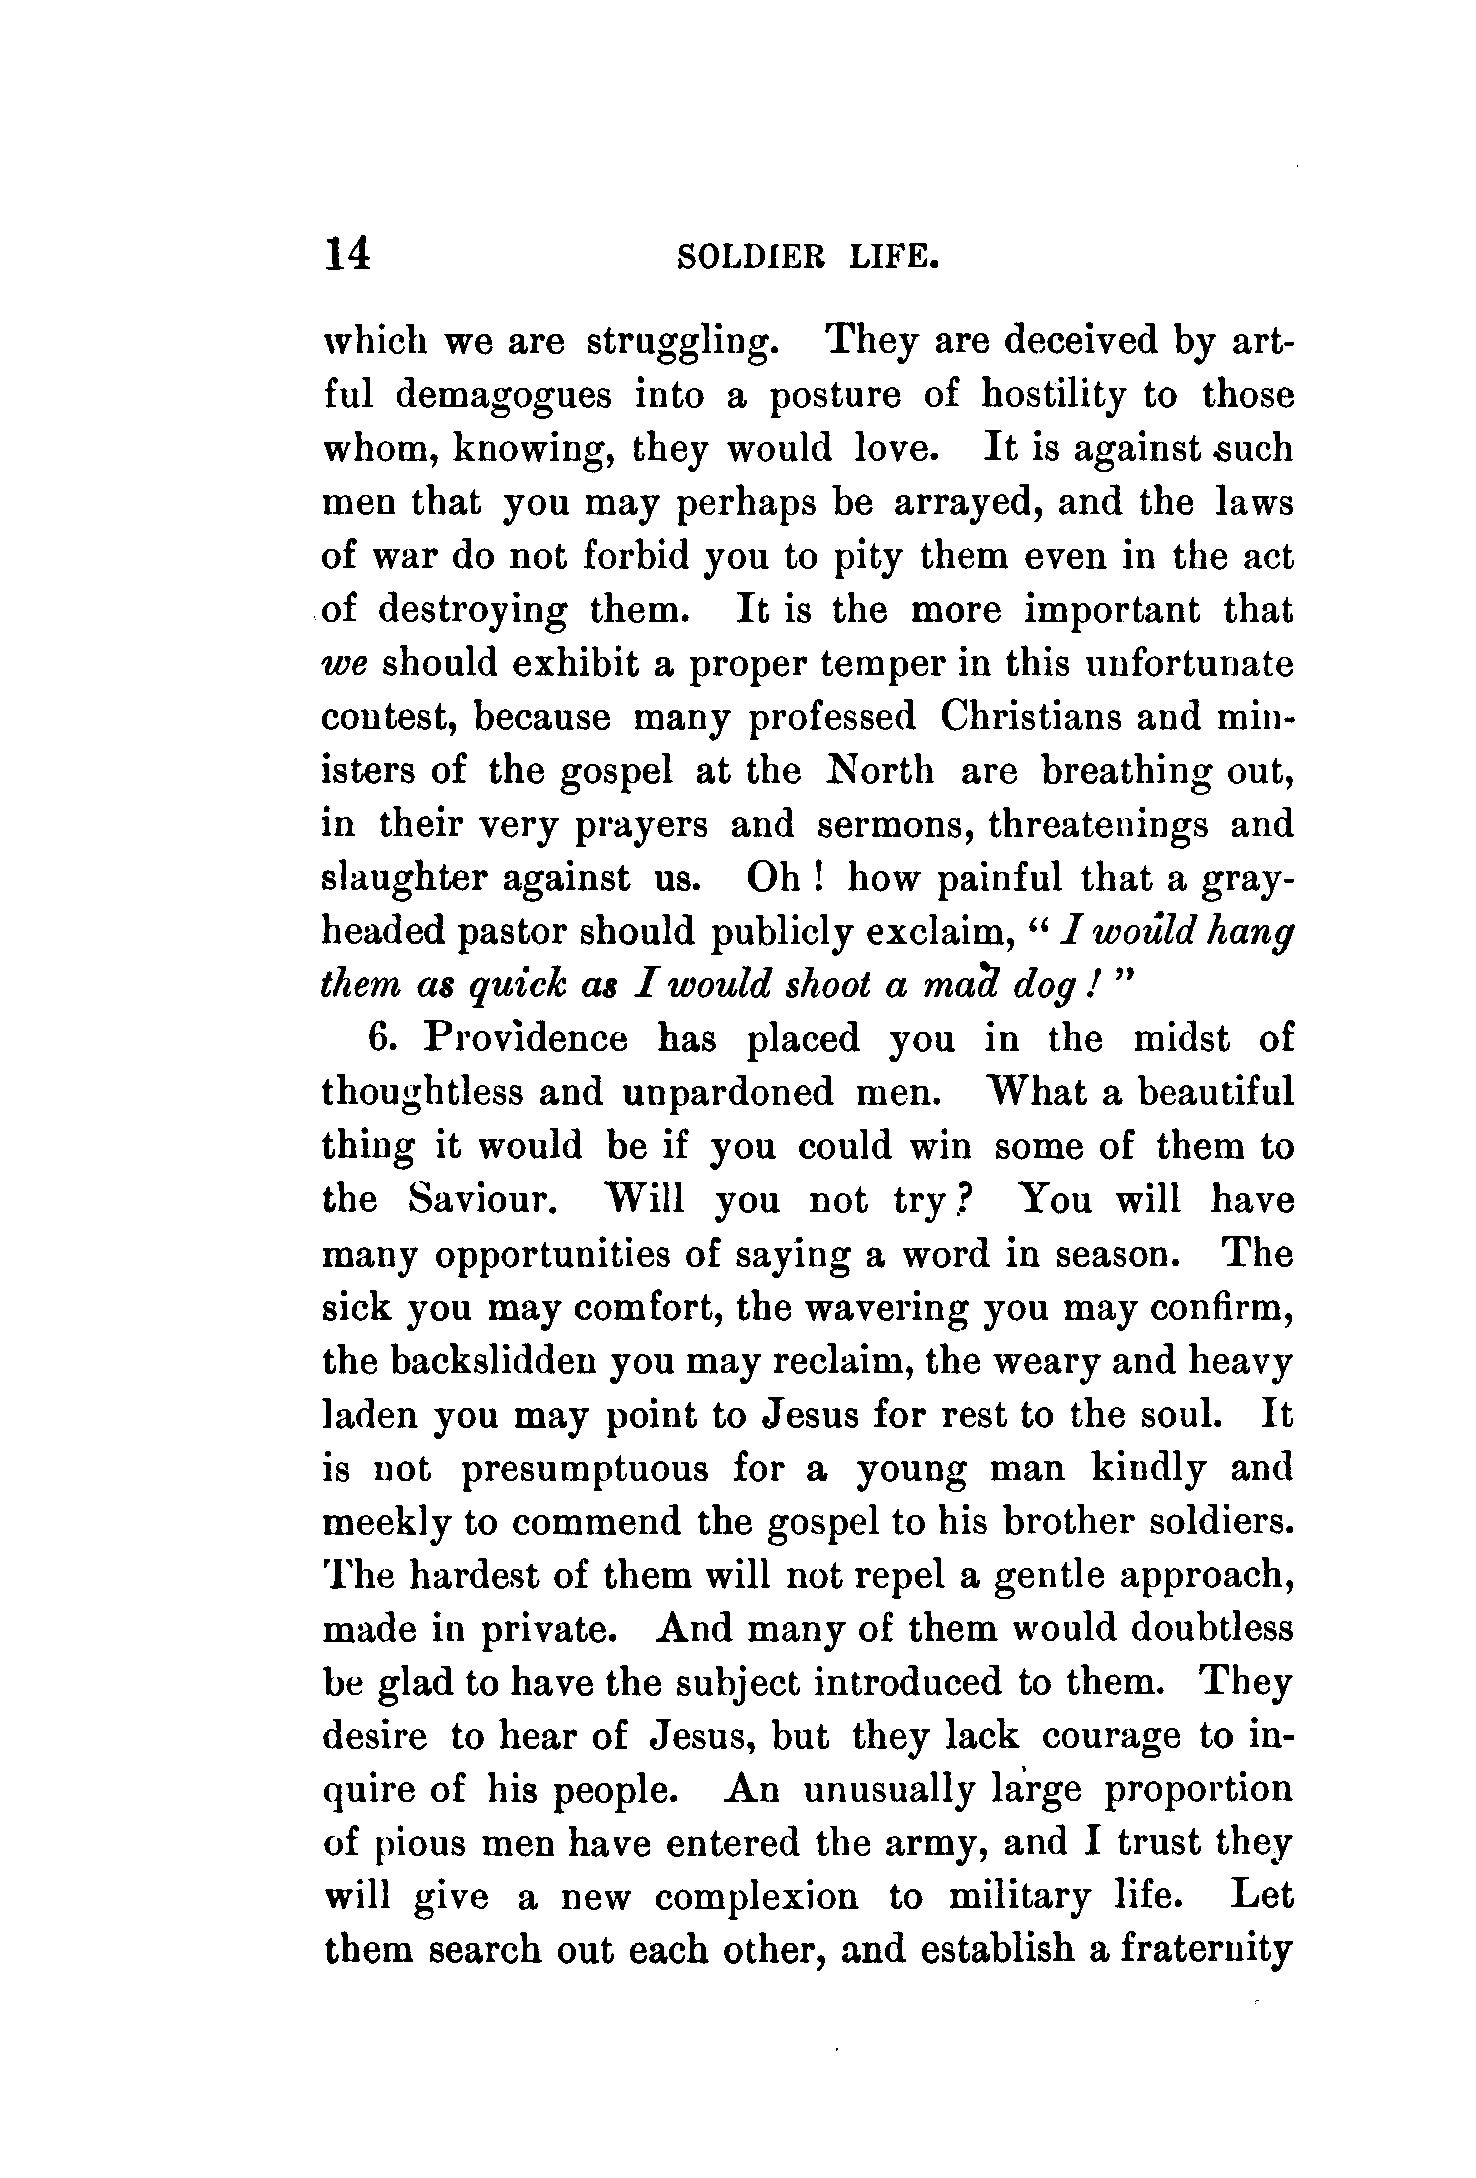 14 SOLDIER LIFE.
which we are struggling. They are deceived by art-
ful demagogues into a posture of hostility to those
whom, knowing, they would love. It is against such
men that you may perhaps be arrayed, and the laws
of war do not forbid you to pity them even in the act
of destroying them. It is the more important that
we should exhibit a proper temper in this unfortunate
contest, because many professed Christians and min-
isters of the gospel at the North are breathing out,
in their very prayers and sermons, threatenings and
slaughter against us. Oh ! how painful that a gray-
headed pastor should publicly exclaim, “ I would hang
them as quick as I would shoot a mad dog ! ”
6. Providence has placed you in the midst of
thoughtless and unpardoned men. What a beautiful
thing it would be if you could win some of them to
the Saviour. Will you not try ? You will have
many opportunities of saying a word in season. The
sick you may comfort, the wavering you may confirm,
the backslidden you may reclaim, the weary and heavy
laden you may point to Jesus for rest to the soul. It
is not presumptuous for a young man kindly and
meekly to commend the gospel to his brother soldiers.
The hardest of them will not repel a gentle approach,
made in private. And many of them would doubtless
be glad to have the subject introduced to them. They
desire to hear of Jesus, but they lack courage to in-
quire of his people. An unusually large proportion
of pious men have entered the army, and I trust they
will give a new complexion to military life. Let
them search out each other, and establish a fraternity